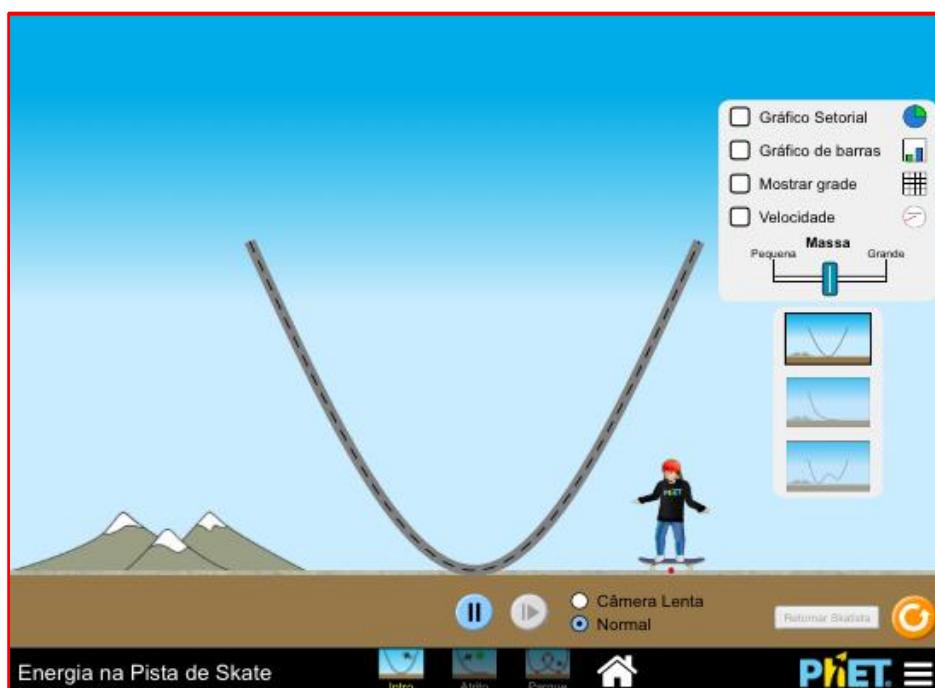 Gráfico Setorial
Gráfico de barras
Mostrar grade
Velocidade
Massa
Pequena Grande
PhET
Câmera Lenta
Normal
Retornar Skatista
Energia na Pista de Skate
Intro Atrito Parque
PhET